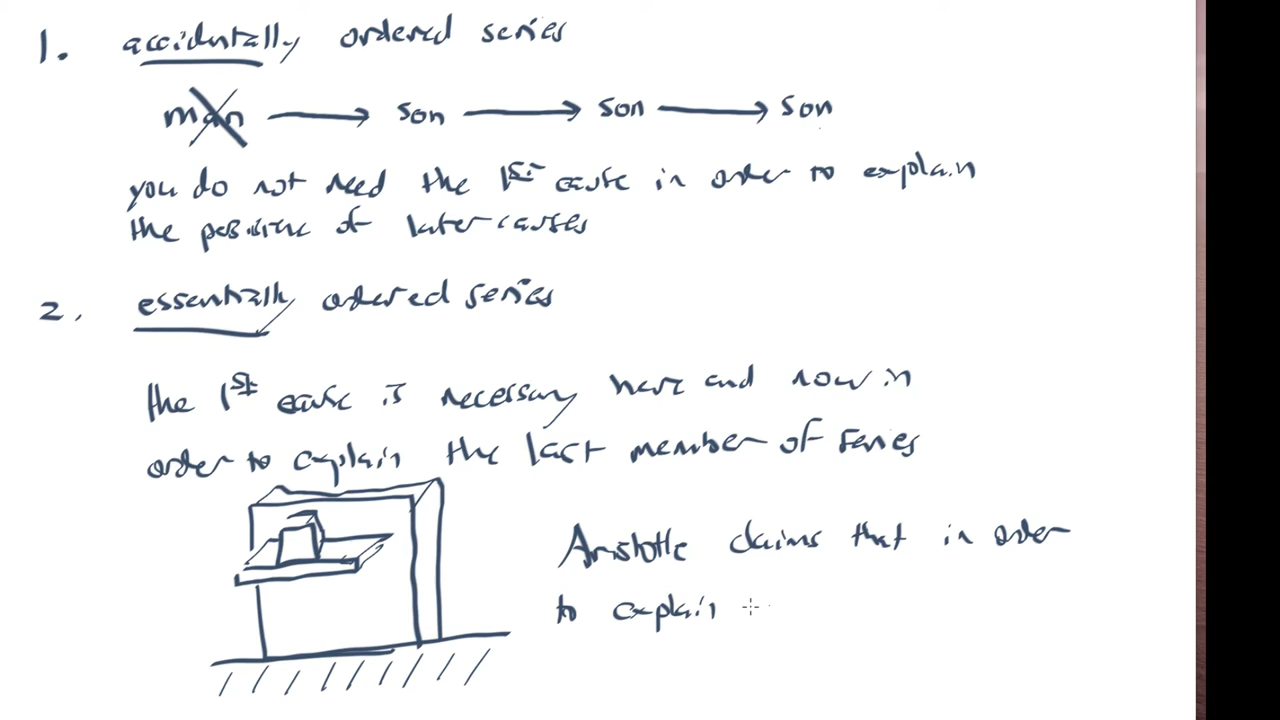 1. accidentally ordered series
man → son → son → son
you do not need the 1st cause in order to explain
the position of later causes
2. essentially ordered series
the 1st cause is necessary here and now in
order to explain the last member of series
Aristotle claims that in order
to explain